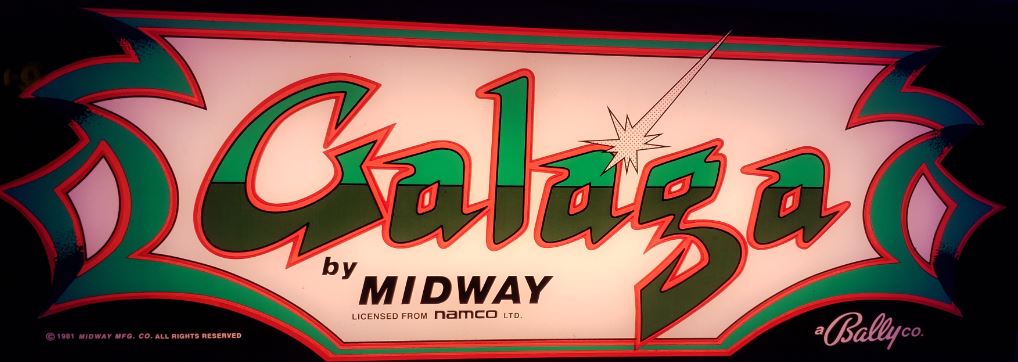 Galaga
by MIDWAY
LICENSED FROM namco LTD.
© 1981 MIDWAY MFG. CO. ALL RIGHTS RESERVED
a Bally CO.